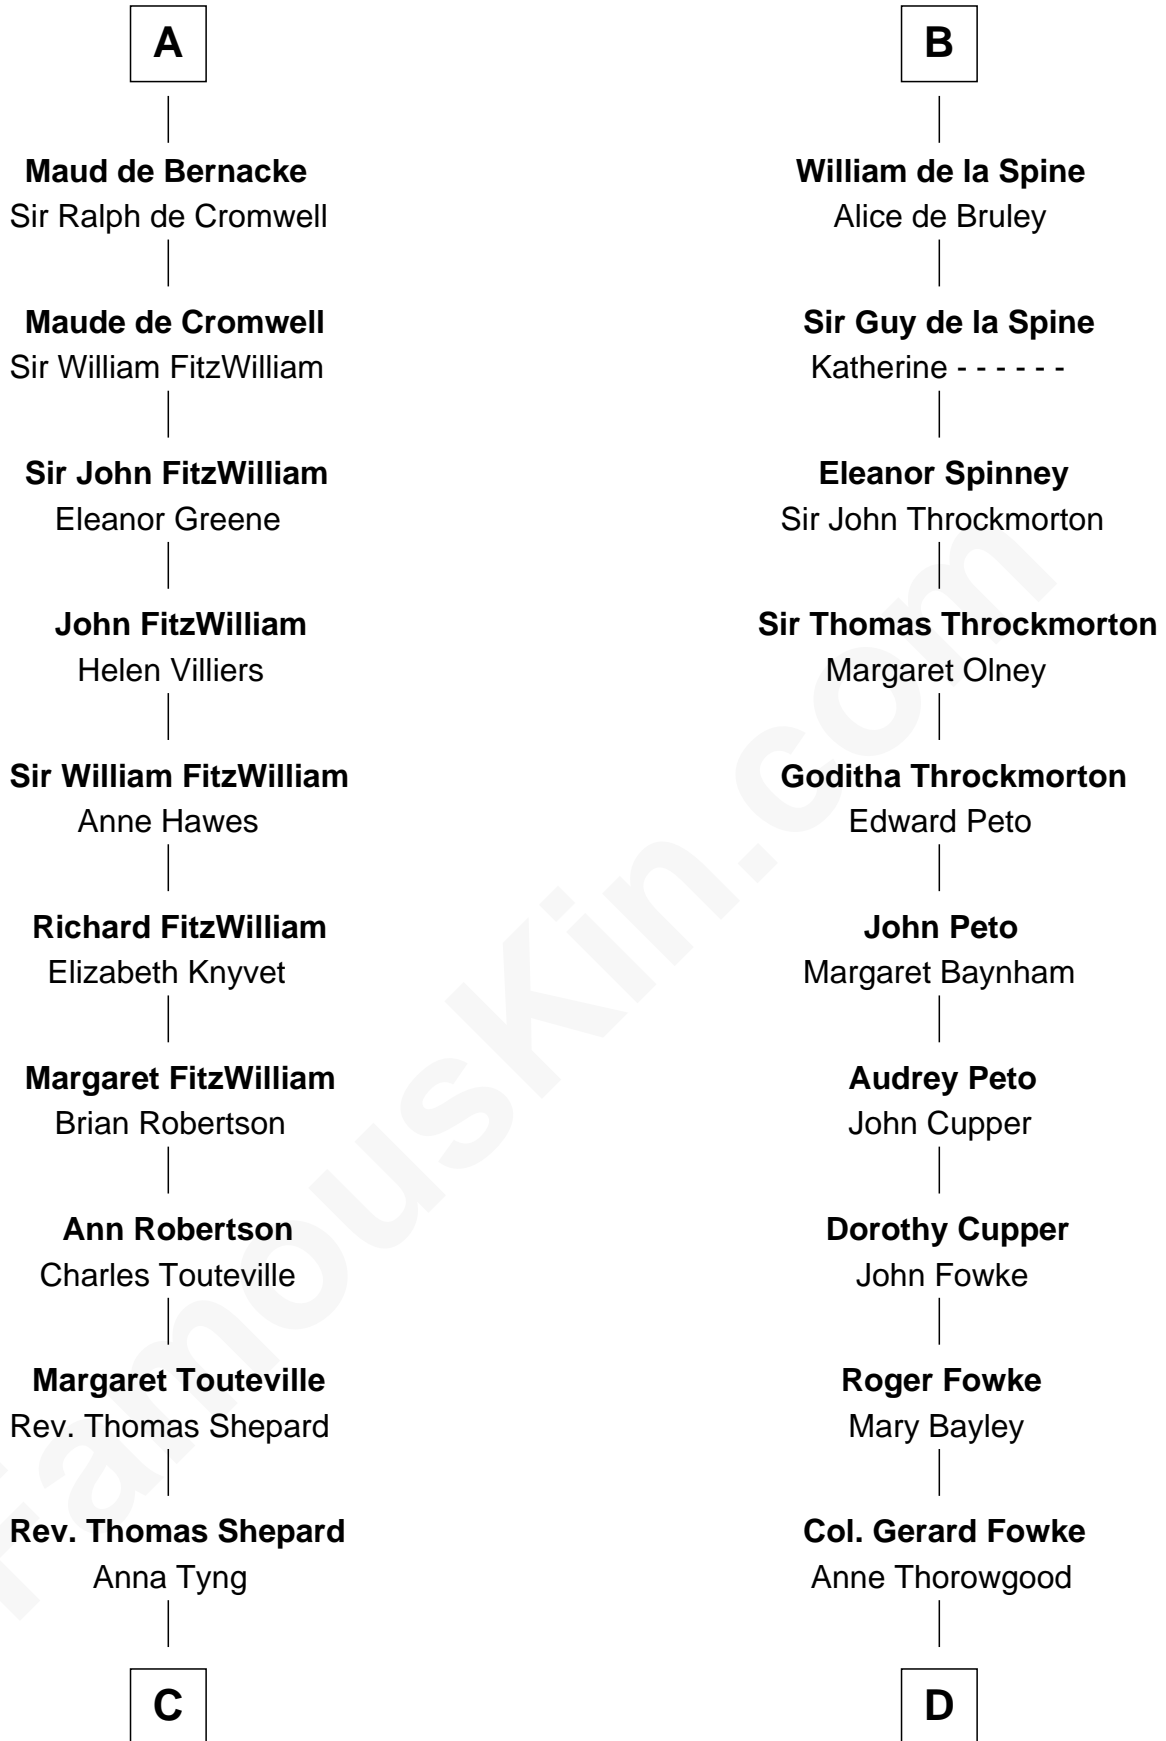 A
Maud de Bernacke
Sir Ralph de Cromwell
Maude de Cromwell
Sir William FitzWilliam
Sir John FitzWilliam
Eleanor Greene
John FitzWilliam
Helen Villiers
Sir William FitzWilliam
Anne Hawes
Richard FitzWilliam
Elizabeth Knyvet
Margaret FitzWilliam
Brian Robertson
Ann Robertson
Charles Touteville
Margaret Touteville
Rev. Thomas Shepard
Rev. Thomas Shepard
Anna Tyng
C
B
William de la Spine
Alice de Bruley
Sir Guy de la Spine
Katherine - - - - - -
Eleanor Spinney
Sir John Throckmorton
Sir Thomas Throckmorton
Margaret Olney
Goditha Throckmorton
Edward Peto
John Peto
Margaret Baynham
Audrey Peto
John Cupper
Dorothy Cupper
John Fowke
Roger Fowke
Mary Bayley
Col. Gerard Fowke
Anne Thorowgood
D
FamousKin.com